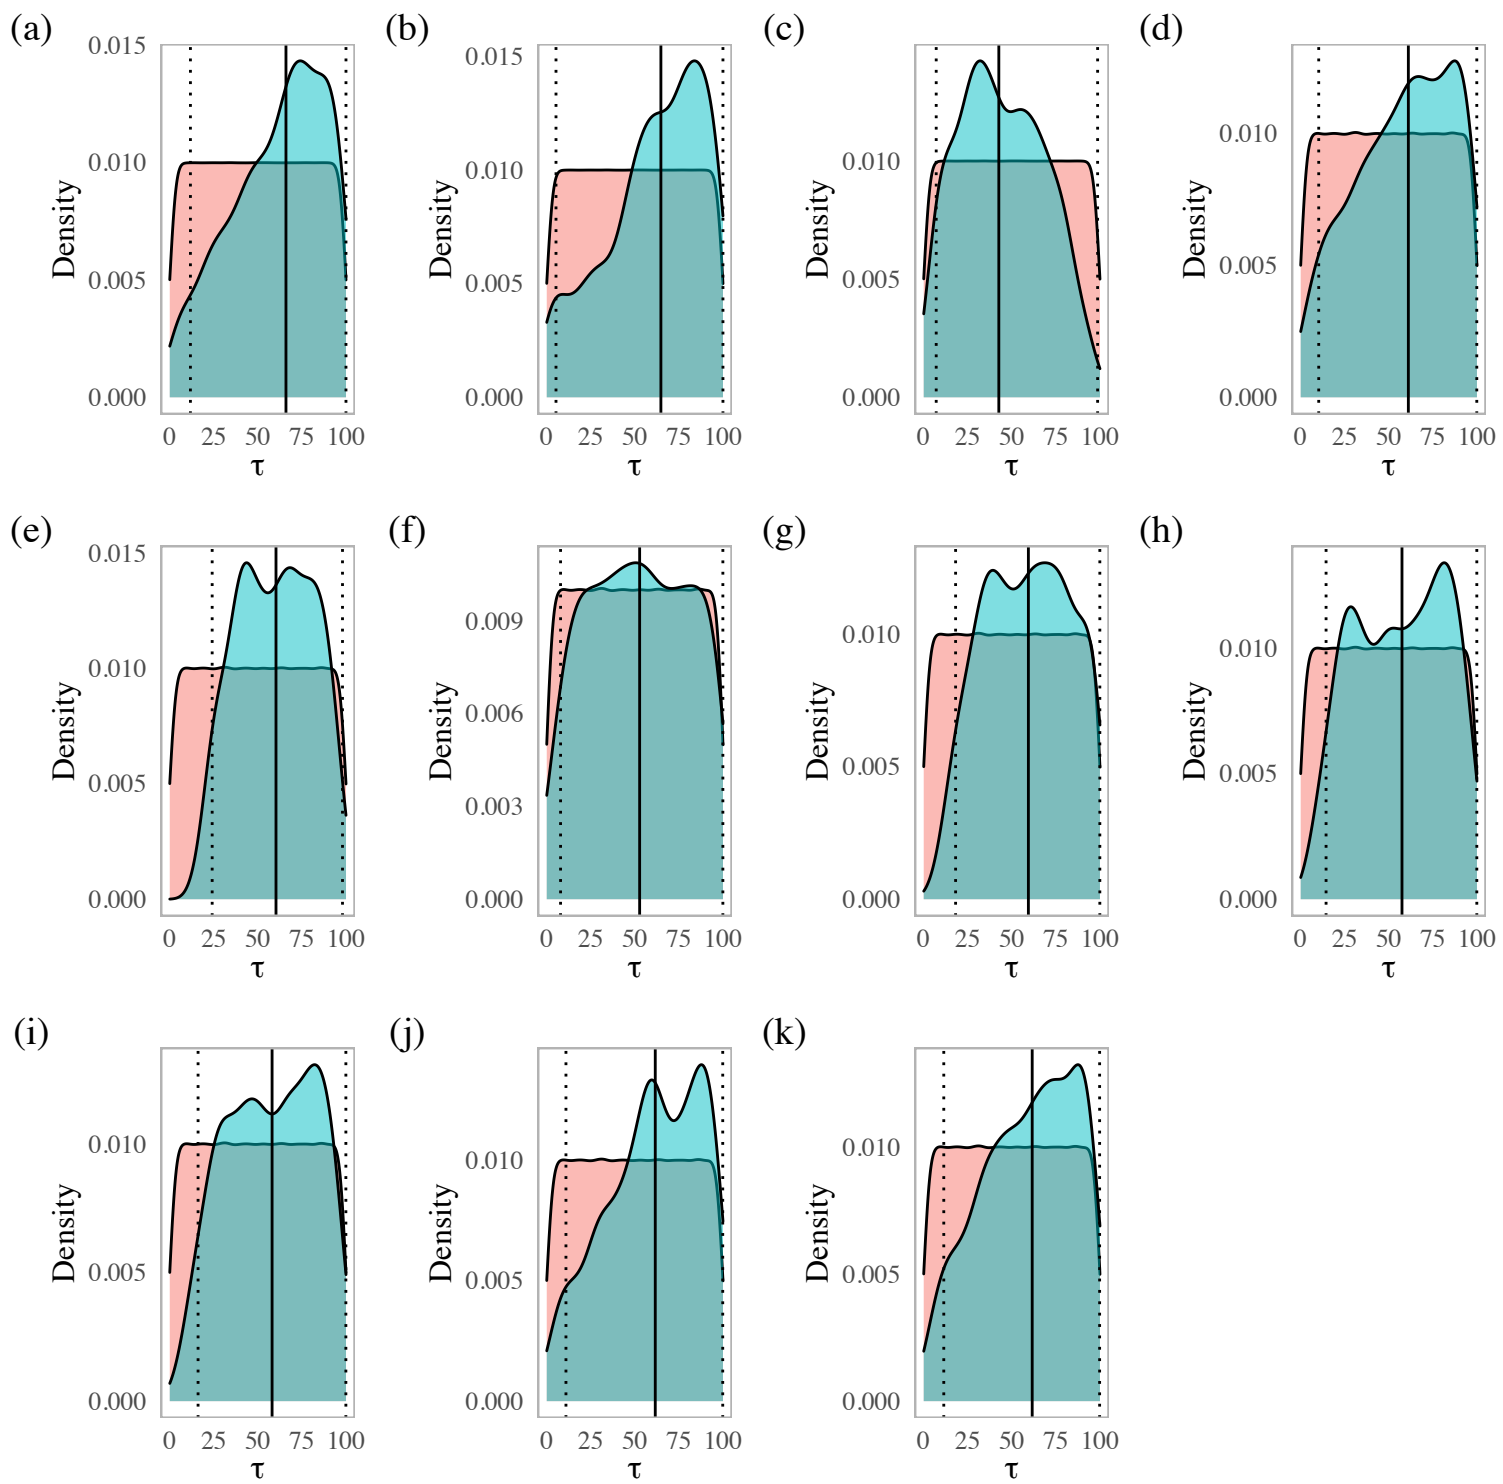 (a) (b) (c) (d)
0.015 0.015
0.010 0.010 0.010 0.010
0.005 0.005 0.005 0.005
0.000 0.000 0.000 0.000
Density Density Density Density
0 25 50 75 100 0 25 50 75 100 0 25 50 75 100 0 25 50 75 100
τ τ τ τ
(e) (f) (g) (h)
0.015
0.010 0.009 0.010 0.010
0.006
0.005 0.003 0.005 0.005
0.000 0.000 0.000 0.000
Density Density Density Density
0 25 50 75 100 0 25 50 75 100 0 25 50 75 100 0 25 50 75 100
τ τ τ τ
(i) (j) (k)
0.010 0.010 0.010
0.005 0.005 0.005
0.000 0.000 0.000
Density Density Density
0 25 50 75 100 0 25 50 75 100 0 25 50 75 100
τ τ τ